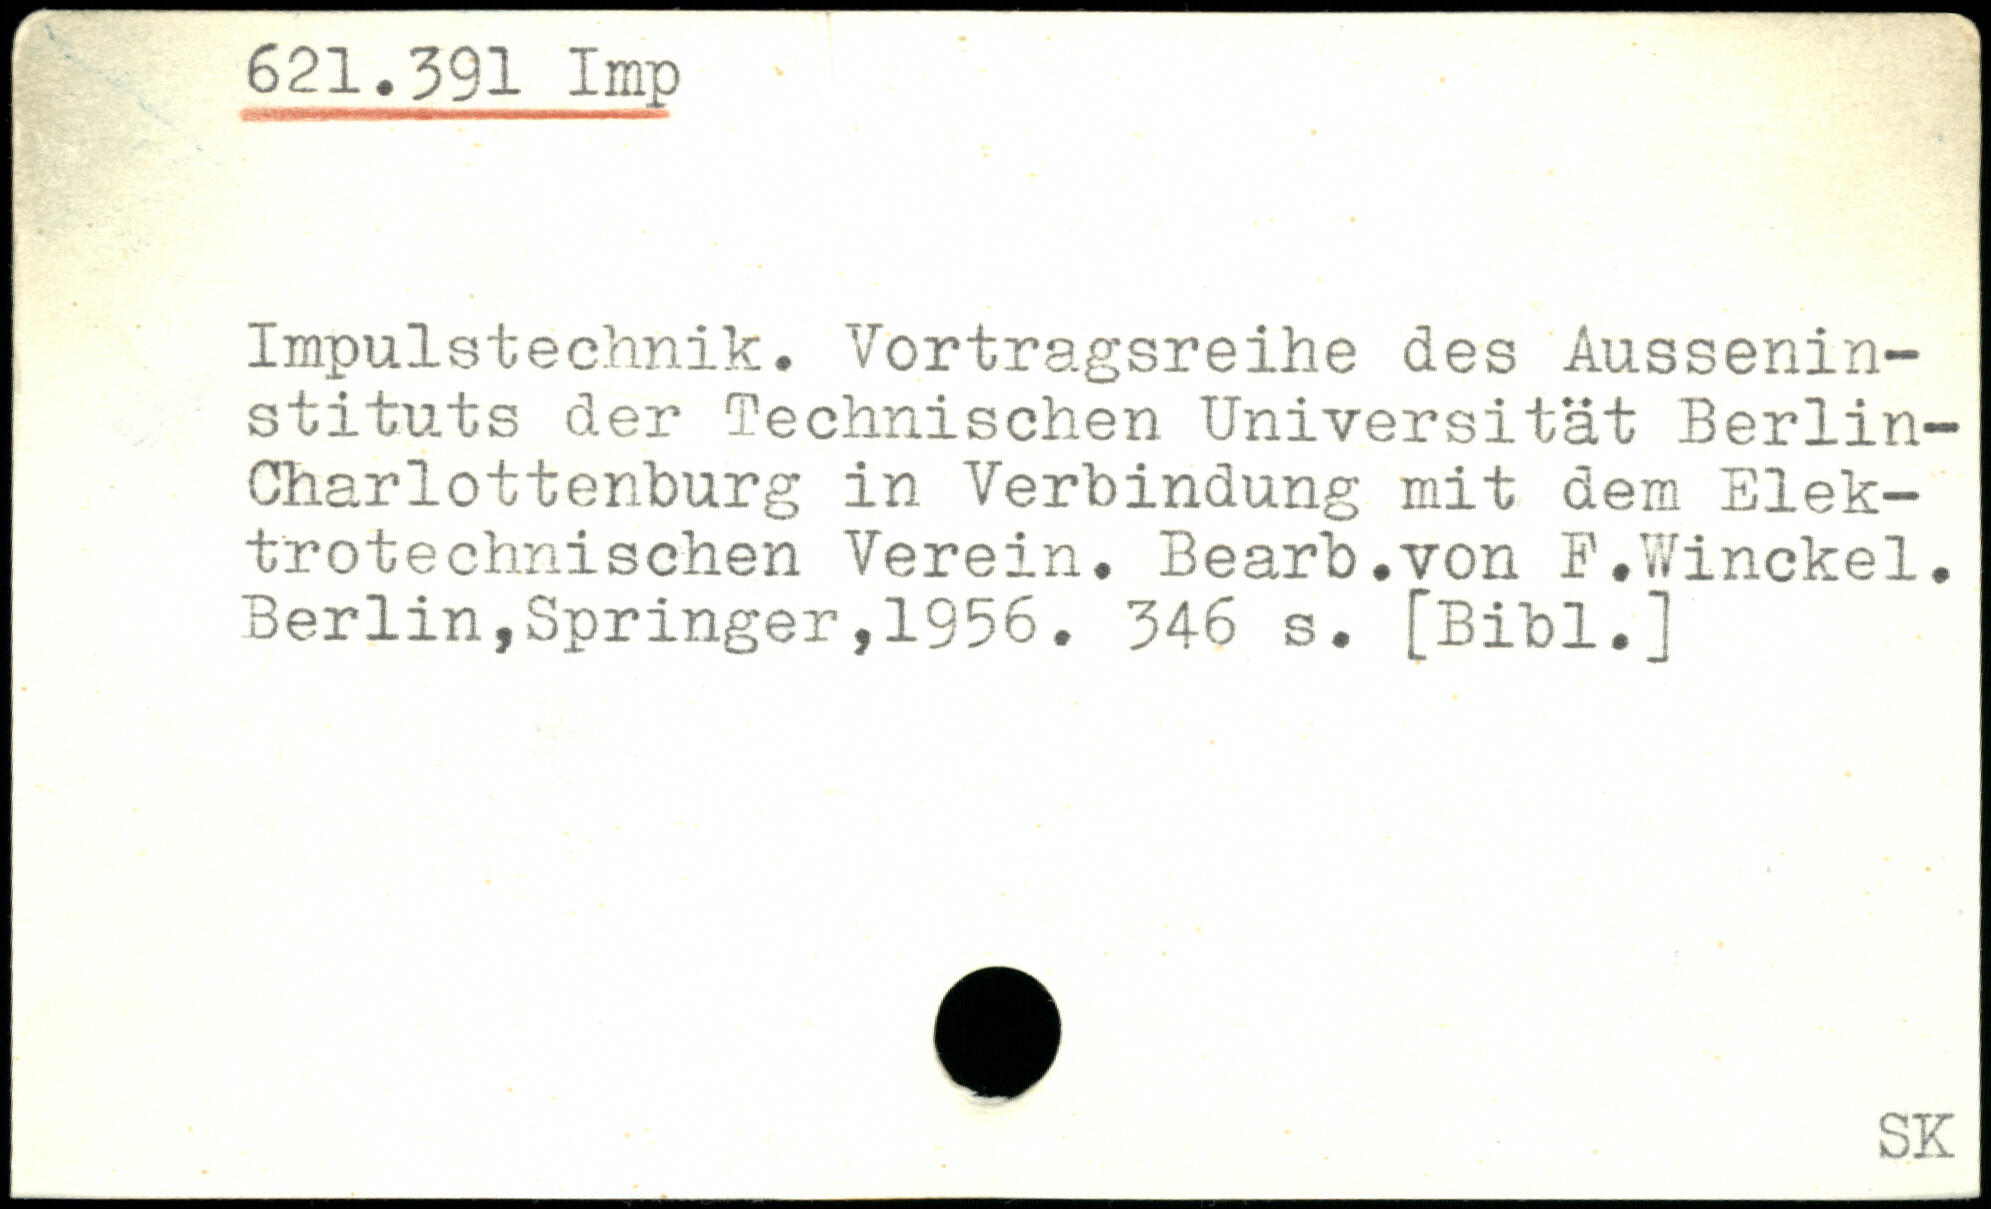 621.391 Imp
Impulstechnik. Vortragsreihe des Aussenin-
stituts der Technischen Universität Berlin-
Charlottenburg in Verbindung mit dem Elek-
trotechnischen Verein. Bearb.von F.Winckel.
Berlin,Springer,1956. 346 s. [Bibl.]
SK